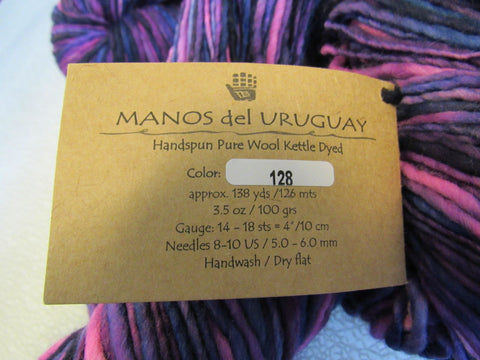 MANOS del URUGUAY
Handspun Pure Wool Kettle Dyed
Color: 128
approx. 138 yds /126 mts
3.5 oz / 100 grs
Gauge: 14 - 18 sts = 4"/10 cm
Needles 8-10 US / 5.0 - 6.0 mm
Handwash / Dry flat